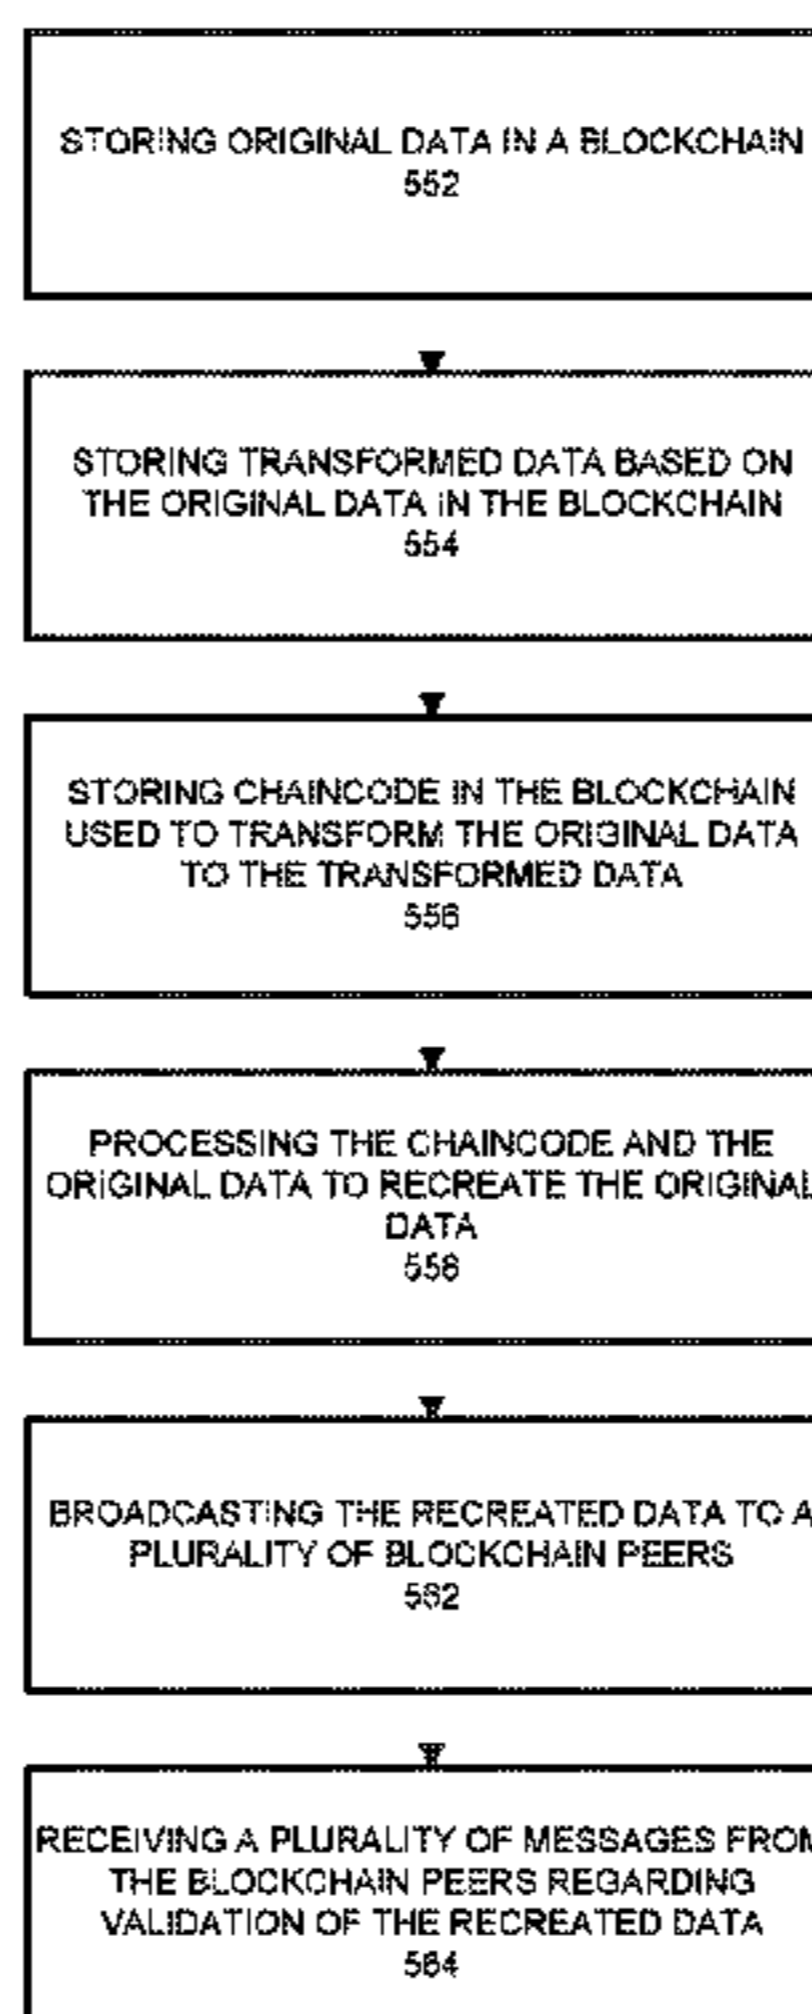 STORING ORIGINAL DATA IN A BLOCKCHAIN
552
STORING TRANSFORMED DATA BASED ON
THE ORIGINAL DATA IN THE BLOCKCHAIN
554
STORING CHAINCODE IN THE BLOCKCHAIN
USED TO TRANSFORM THE ORIGINAL DATA
TO THE TRANSFORMED DATA
556
PROCESSING THE CHAINCODE AND THE
ORIGINAL DATA TO RECREATE THE ORIGINAL
DATA
558
BROADCASTING THE RECREATED DATA TO A
PLURALITY OF BLOCKCHAIN PEERS
562
RECEIVING A PLURALITY OF MESSAGES FROM
THE BLOCKCHAIN PEERS REGARDING
VALIDATION OF THE RECREATED DATA
564